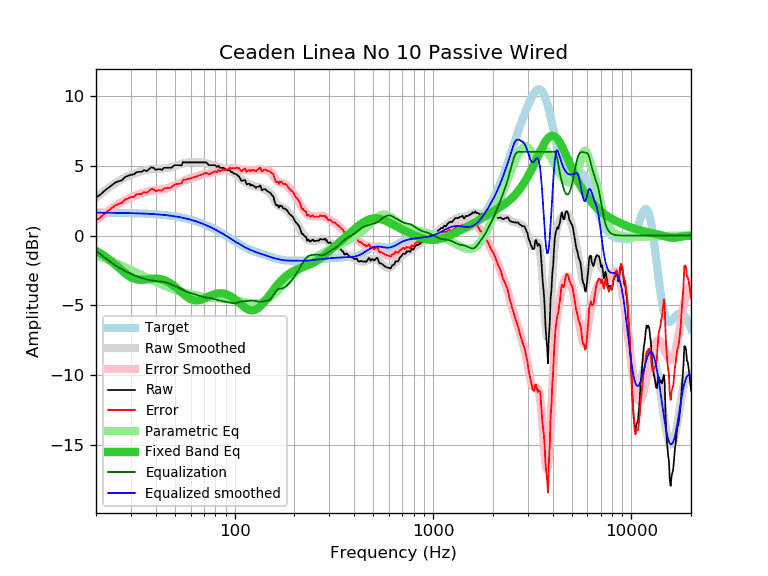 Ceaden Linea No 10 Passive Wired
10
5
0
−5
−10
−15
Amplitude (dBr)
Target
Raw Smoothed
Error Smoothed
Raw
Error
Parametric Eq
Fixed Band Eq
Equalization
Equalized smoothed
100
1000
10000
Frequency (Hz)